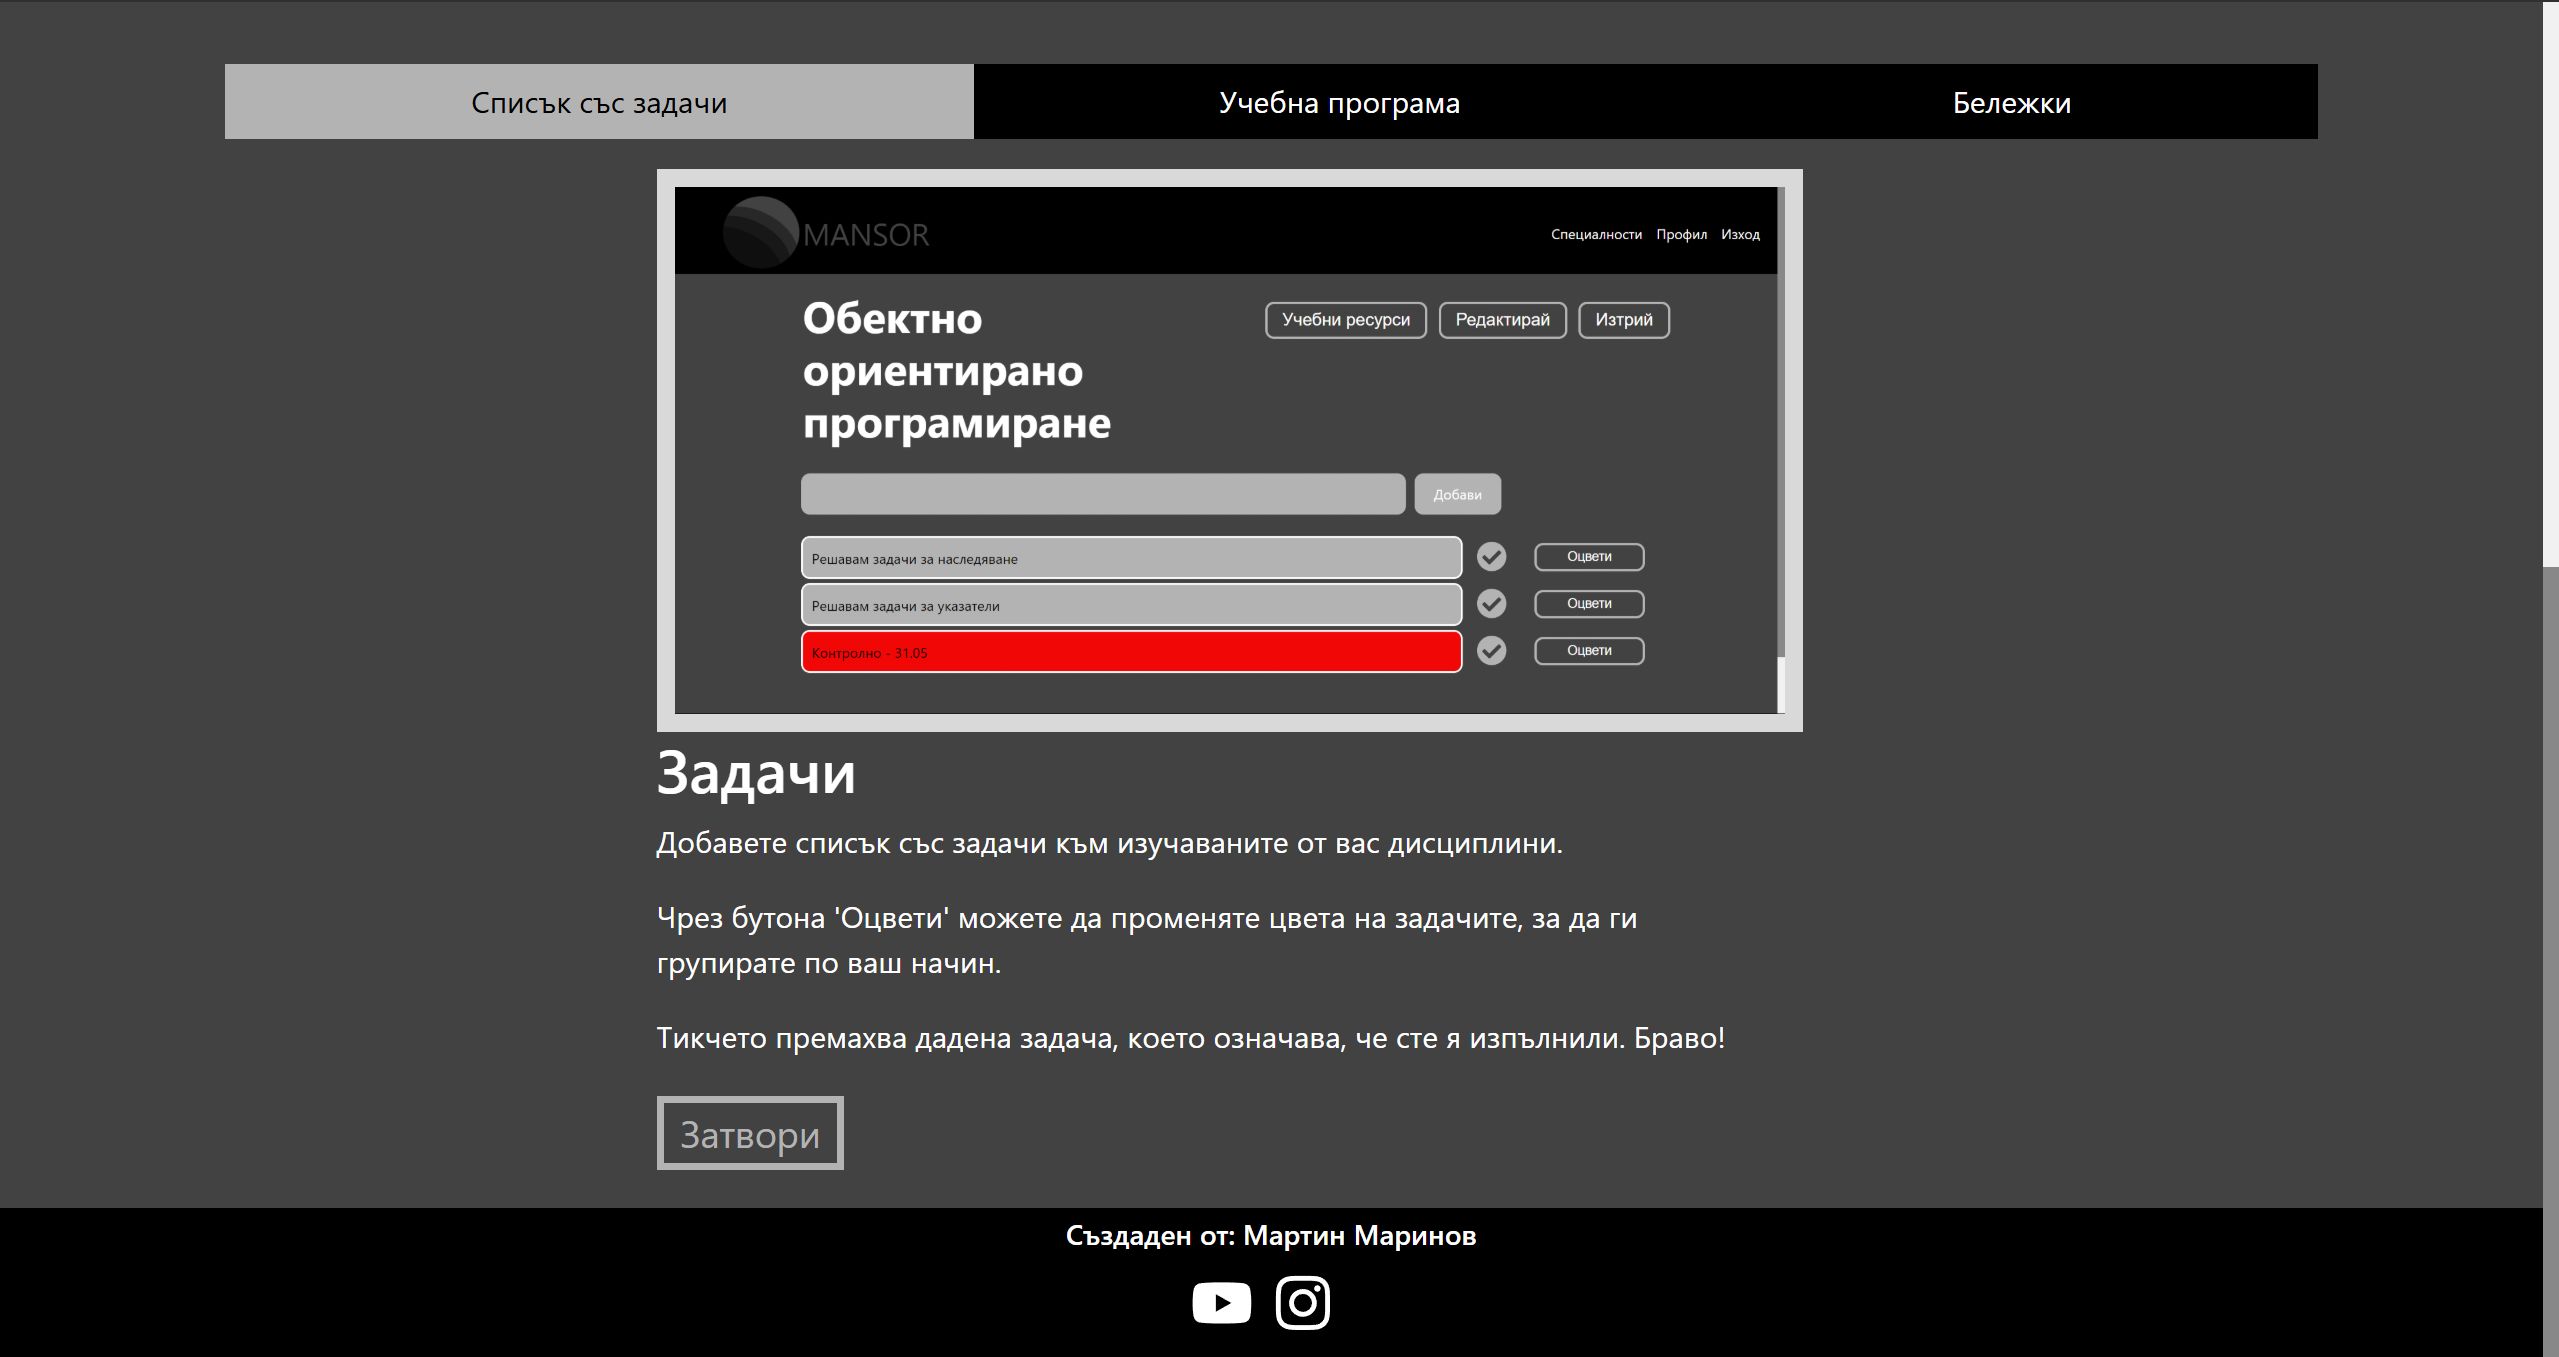 Списък със задачи
Учебна програма
Бележки
MANSOR
Специалности
Профил
Изход
Обектно
ориентирано
програмиране
Учебни ресурси
Редактирай
Изтрий
Добави
Решавам задачи за наследяване
Оцвети
Решавам задачи за указатели
Оцвети
Контролно - 31.05
Оцвети
Задачи
Добавете списък със задачи към изучаваните от вас дисциплини.
Чрез бутона 'Оцвети' можете да променяте цвета на задачите, за да ги
групирате по ваш начин.
Тикчето премахва дадена задача, което означава, че сте я изпълнили. Браво!
Затвори
Създаден от: Мартин Маринов